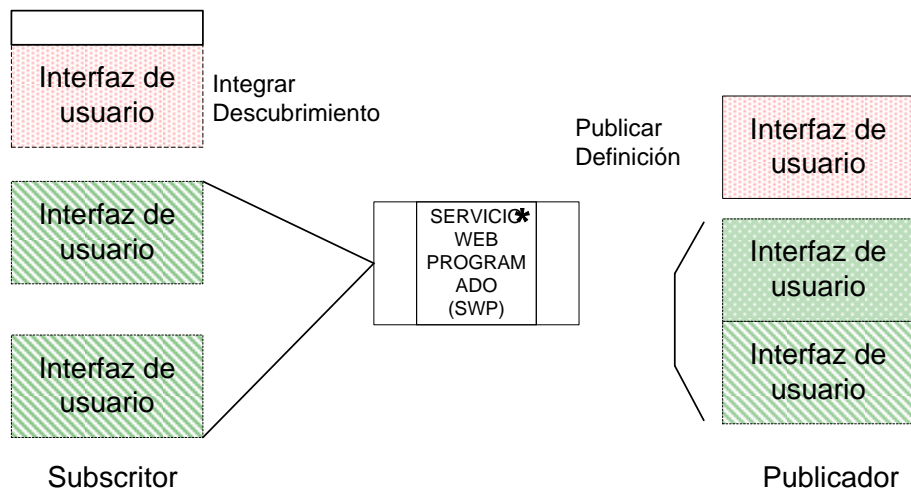 Interfaz de
usuario
Integrar
Descubrimiento
Interfaz de
usuario
Interfaz de
usuario
Subscritor
SERVICIO*
WEB
PROGRAM
ADO
(SWP)
Publicar
Definición
Interfaz de
usuario
Interfaz de
usuario
Interfaz de
usuario
Publicador